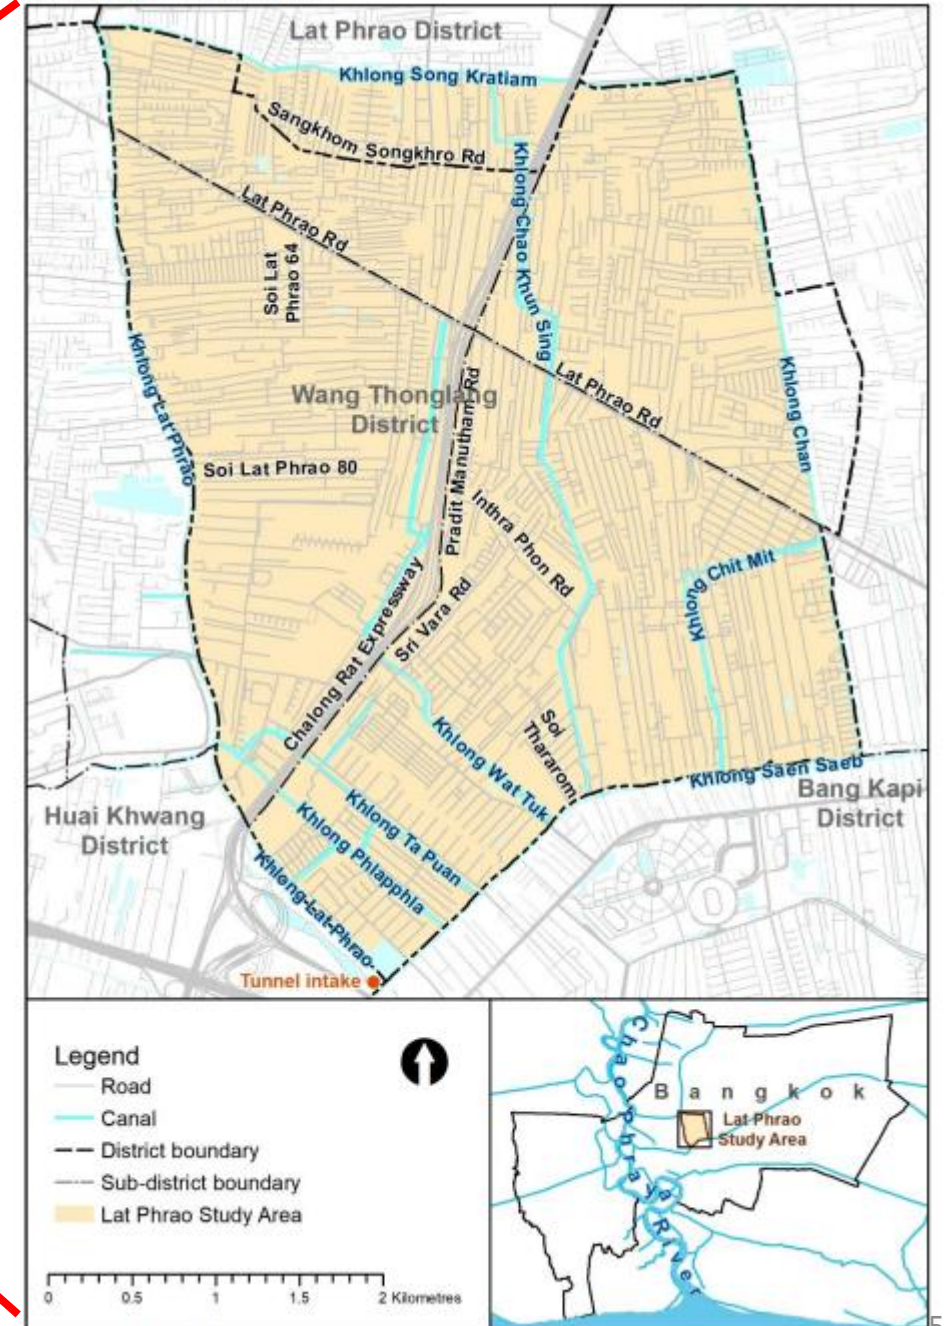 Lat Phrao District
Khlong Song Kratiam
Sangkhom Songkhro Rd
Khlong Chao Khun Sing
Lat Phrao Rd
Soi Lat
Phrao 64
Khlong Lat Phrao
Wang Thonglang
District
Lat Phrao Rd
Khlong Chan
Soi Lat Phrao 80
Pradit Manutham Rd
Inthra Phon Rd
Khlong Chit Mit
Chalong Rat Expressway
Sri Vara Rd
Khlong Wat Tuk
Soi
Thararom
Khlong Saen Saeb
Huai Khwang
District
Bang Kapi
District
Khlong Ta Puan
Khlong Phlapphla
Khlong Lat Phrao
Tunnel intake
Legend
Road
Canal
District boundary
Sub-district boundary
Lat Phrao Study Area
0 0.5 1 1.5 2 Kilometres
Chao Phraya River
Bangkok
Lat Phrao
Study Area